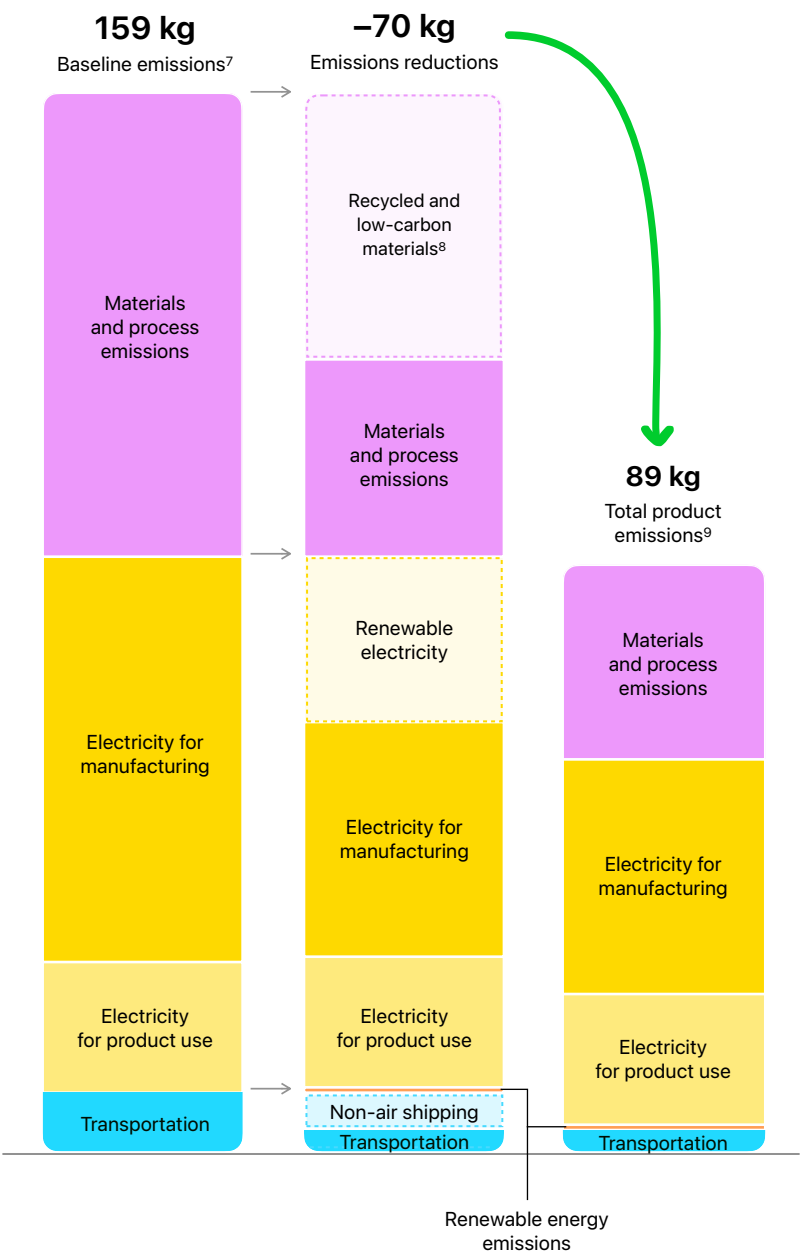 159 kg
Baseline emissions⁷
Materials
and process
emissions
Electricity for
manufacturing
Electricity
for product use
Transportation
–70 kg
Emissions reductions
Recycled and
low-carbon
materials⁸
Materials
and process
emissions
Renewable
electricity
Electricity for
manufacturing
Electricity
for product use
Non-air shipping
Transportation
89 kg
Total product
emissions⁹
Materials
and process
emissions
Electricity for
manufacturing
Electricity
for product use
Transportation
Renewable energy
emissions